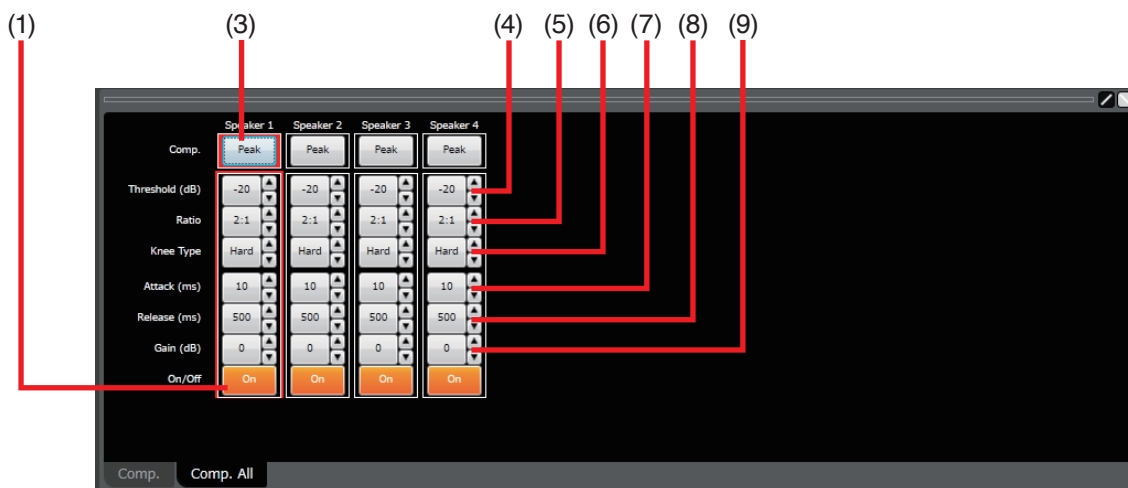 (1) (3) (4) (5) (6) (7) (8) (9)
Speaker 1 Speaker 2 Speaker 3 Speaker 4
Comp. Peak Peak Peak Peak
Threshold (dB) -20 -20 -20 -20
Ratio 2:1 2:1 2:1 2:1
Knee Type Hard Hard Hard Hard
Attack (ms) 10 10 10 10
Release (ms) 500 500 500 500
Gain (dB) 0 0 0 0
On/Off On On On On
Comp. Comp. All